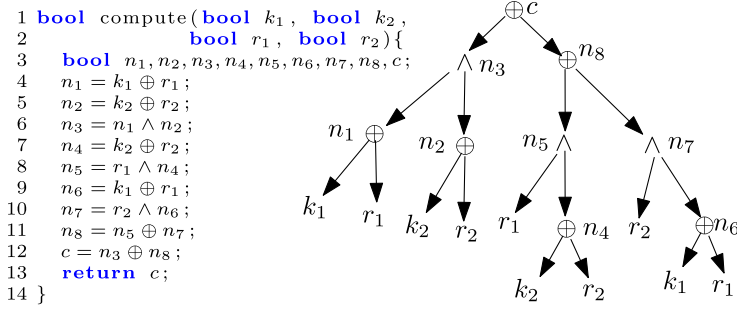 1 bool compute(bool k₁, bool k₂,
2 bool r₁, bool r₂){
3 bool n₁, n₂, n₃, n₄, n₅, n₆, n₇, n₈, c;
4 n₁ = k₁ ⊕ r₁;
5 n₂ = k₂ ⊕ r₂;
6 n₃ = n₁ ∧ n₂;
7 n₄ = k₂ ⊕ r₂;
8 n₅ = r₁ ∧ n₄;
9 n₆ = k₁ ⊕ r₁;
10 n₇ = r₂ ∧ n₆;
11 n₈ = n₅ ⊕ n₇;
12 c = n₃ ⊕ n₈;
13 return c;
14 }
⊕ c
∧ n₃ ⊕ n₈
n₁ ⊕ n₂ ⊕ n₅ ∧ ∧ n₇
k₁ r₁ k₂ r₂ r₁ ⊕ n₄ r₂ ⊕ n₆
k₂ r₂ k₁ r₁